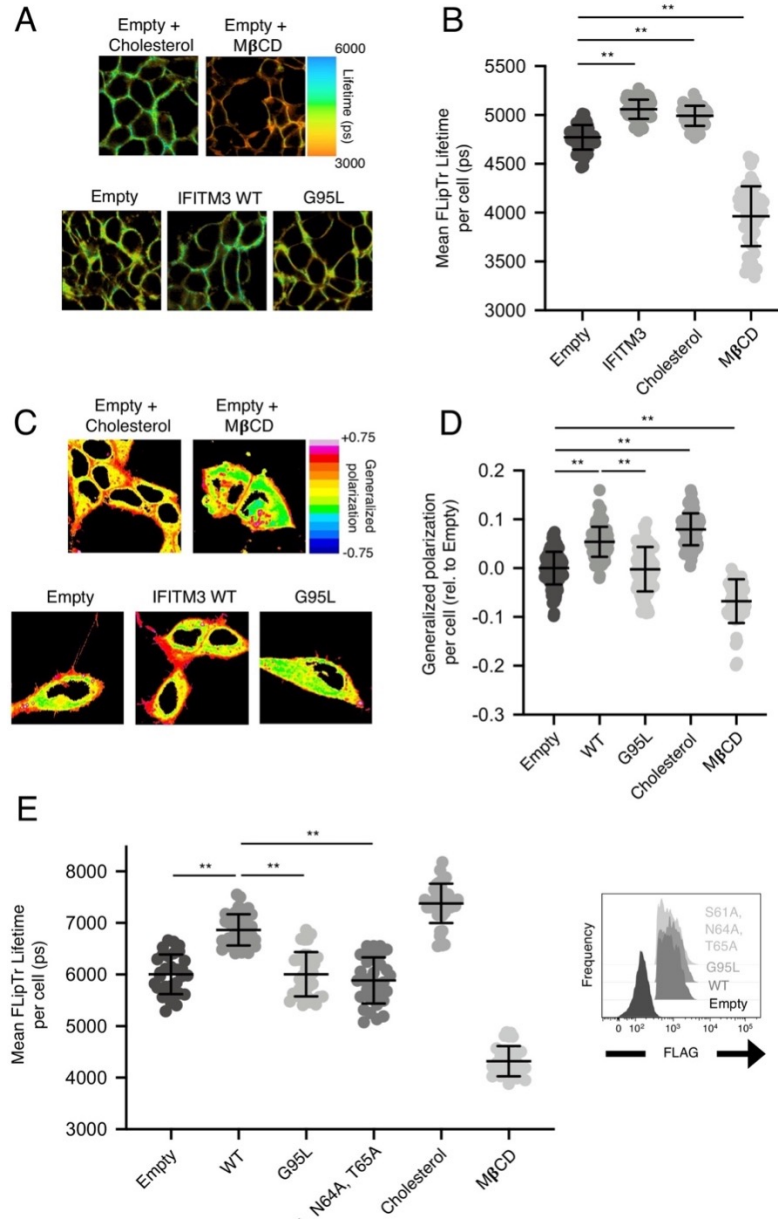 A
Empty +
Cholesterol
Empty +
MβCD
6000
Lifetime (ps)
3000
Empty
IFITM3 WT
G95L
B
**
**
**
Mean FLipTr Lifetime
per cell (ps)
5500
5000
4500
4000
3500
3000
Empty
IFITM3
Cholesterol
MβCD
C
Empty +
Cholesterol
Empty +
MβCD
+0.75
Generalized
polarization
-0.75
Empty
IFITM3 WT
G95L
D
**
**
** **
Generalized polarization
per cell (rel. to Empty)
0.2
0.1
0.0
-0.1
-0.2
-0.3
Empty
WT
G95L
Cholesterol
MβCD
E
**
** **
Mean FLipTr Lifetime
per cell (ps)
8000
7000
6000
5000
4000
3000
Empty
WT
G95L
N64A, T65A
Cholesterol
MβCD
Frequency
S61A,
N64A,
T65A
G95L
WT
Empty
0 10² 10³ 10⁴ 10⁵
FLAG